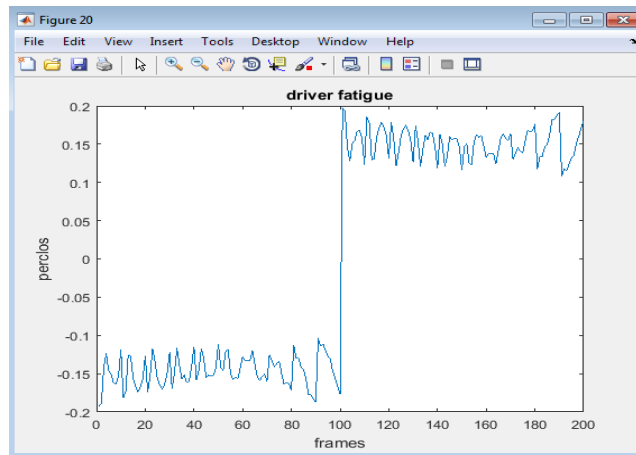 Figure 20
File Edit View Insert Tools Desktop Window Help
driver fatigue
0.2
0.15
0.1
0.05
0
-0.05
-0.1
-0.15
-0.2
perclos
0 20 40 60 80 100 120 140 160 180 200
frames